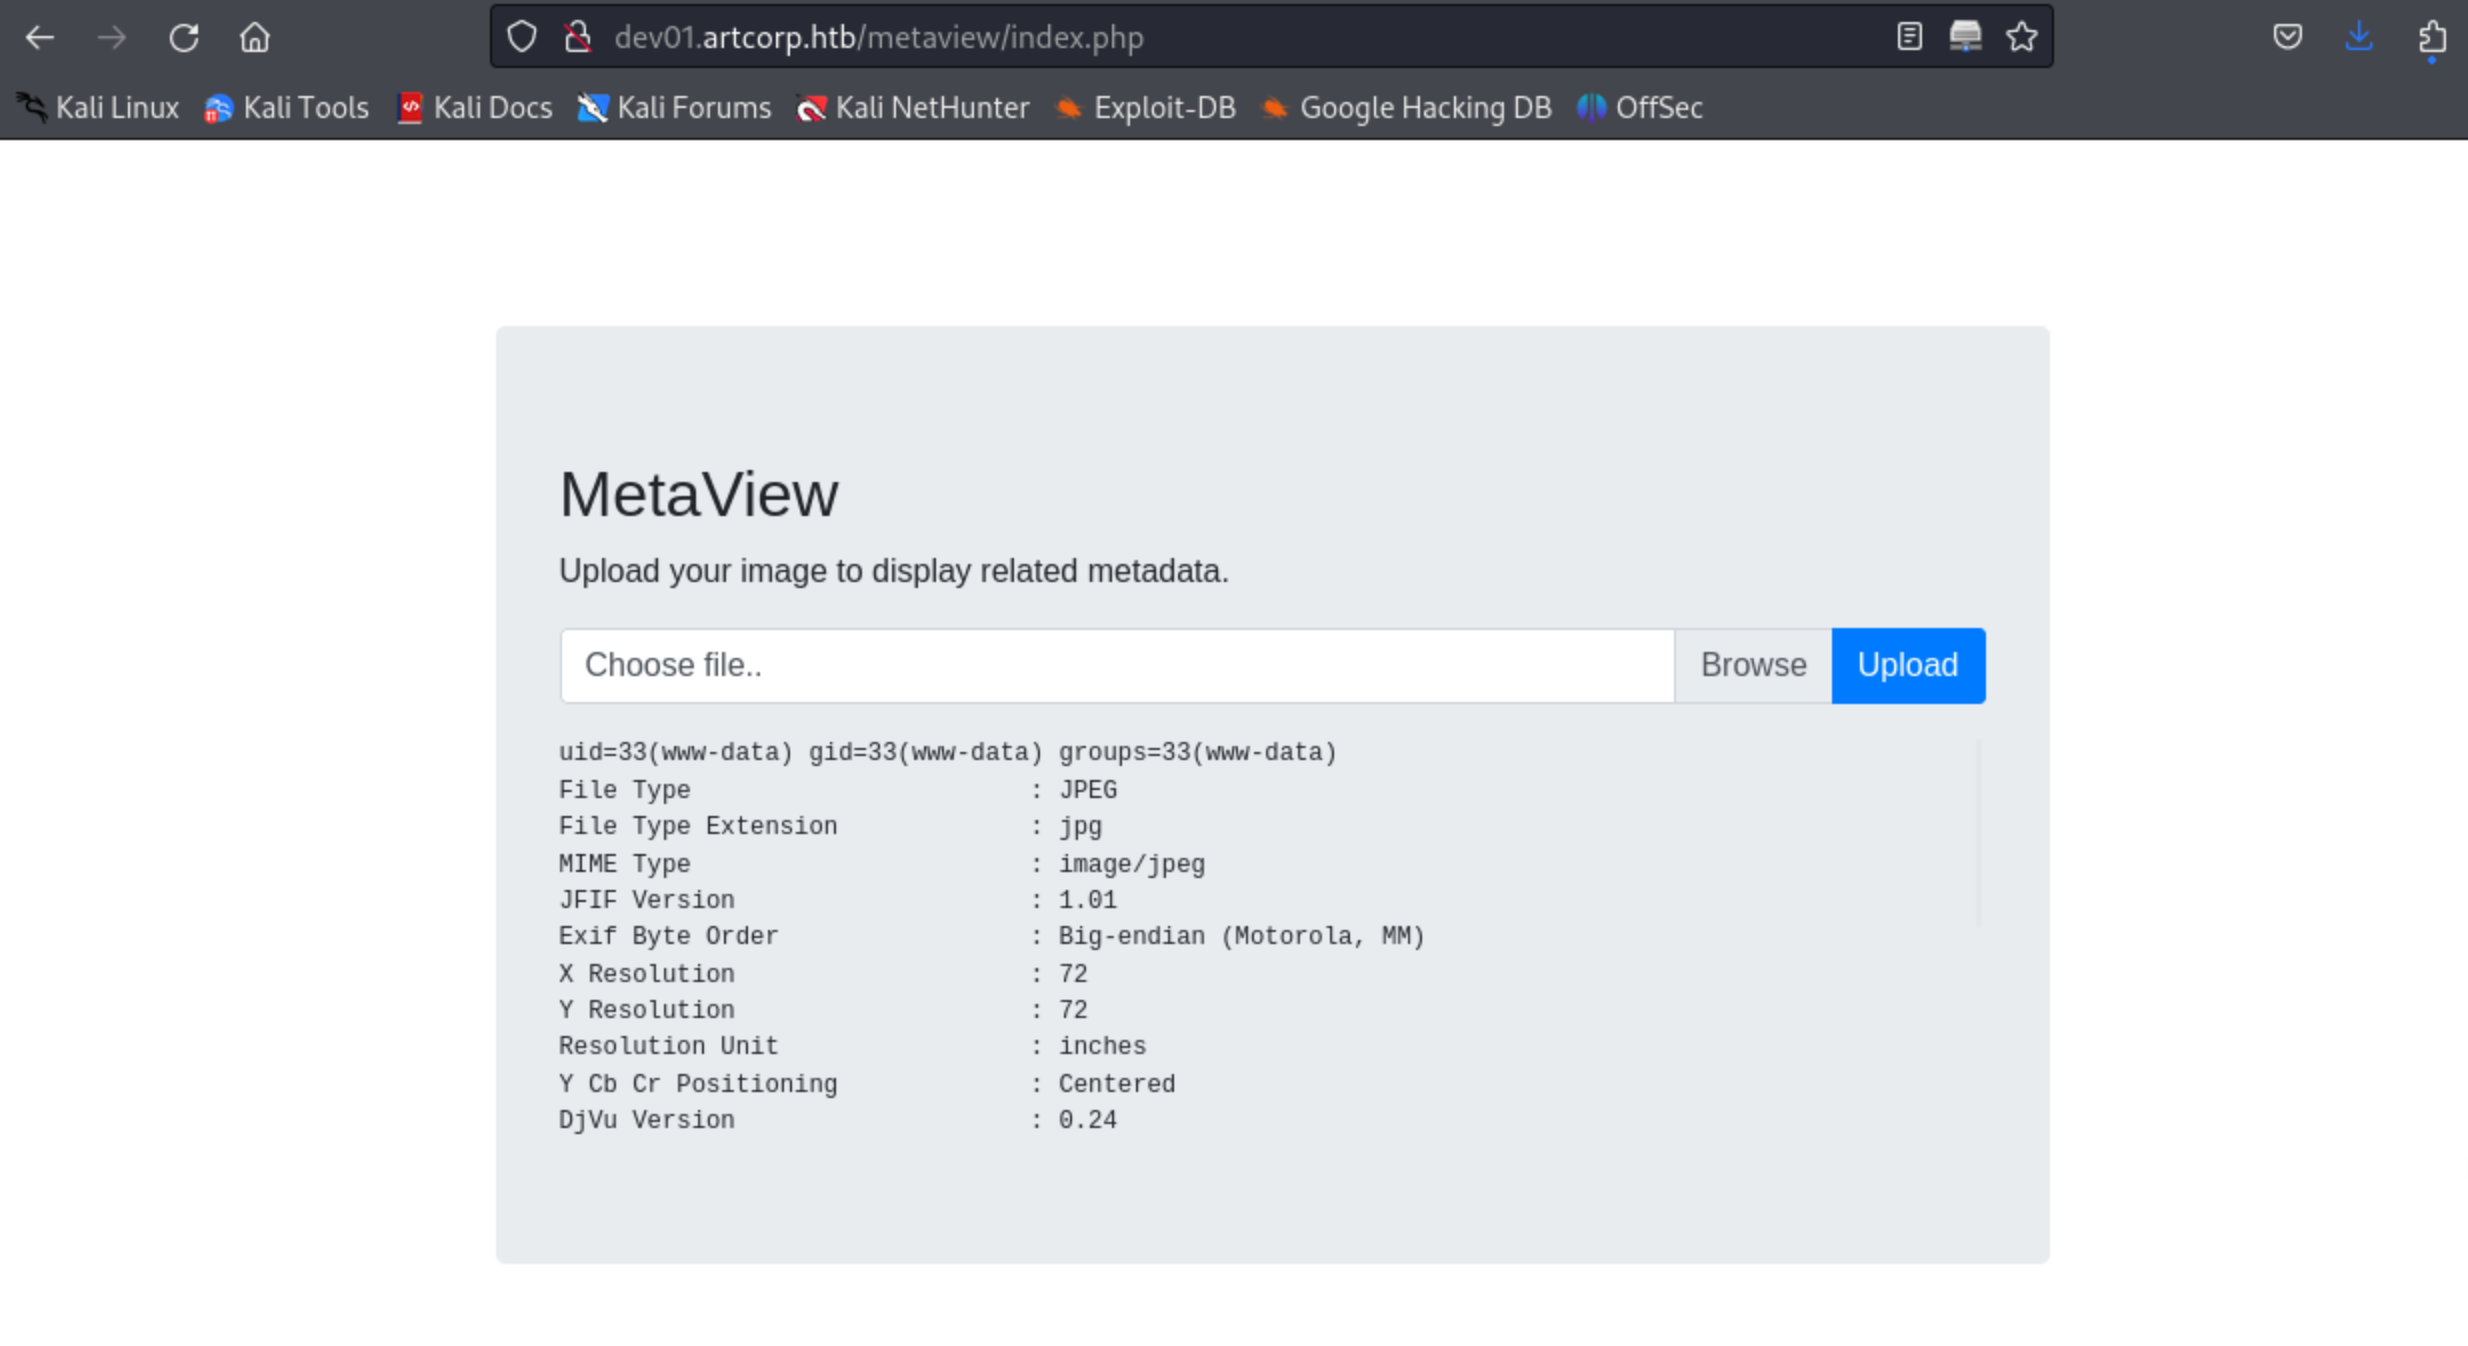 dev01.artcorp.htb/metaview/index.php
Kali Linux Kali Tools Kali Docs Kali Forums Kali NetHunter Exploit-DB Google Hacking DB OffSec
MetaView
Upload your image to display related metadata.
Choose file.. Browse Upload
uid=33(www-data) gid=33(www-data) groups=33(www-data)
File Type : JPEG
File Type Extension : jpg
MIME Type : image/jpeg
JFIF Version : 1.01
Exif Byte Order : Big-endian (Motorola, MM)
X Resolution : 72
Y Resolution : 72
Resolution Unit : inches
Y Cb Cr Positioning : Centered
DjVu Version : 0.24